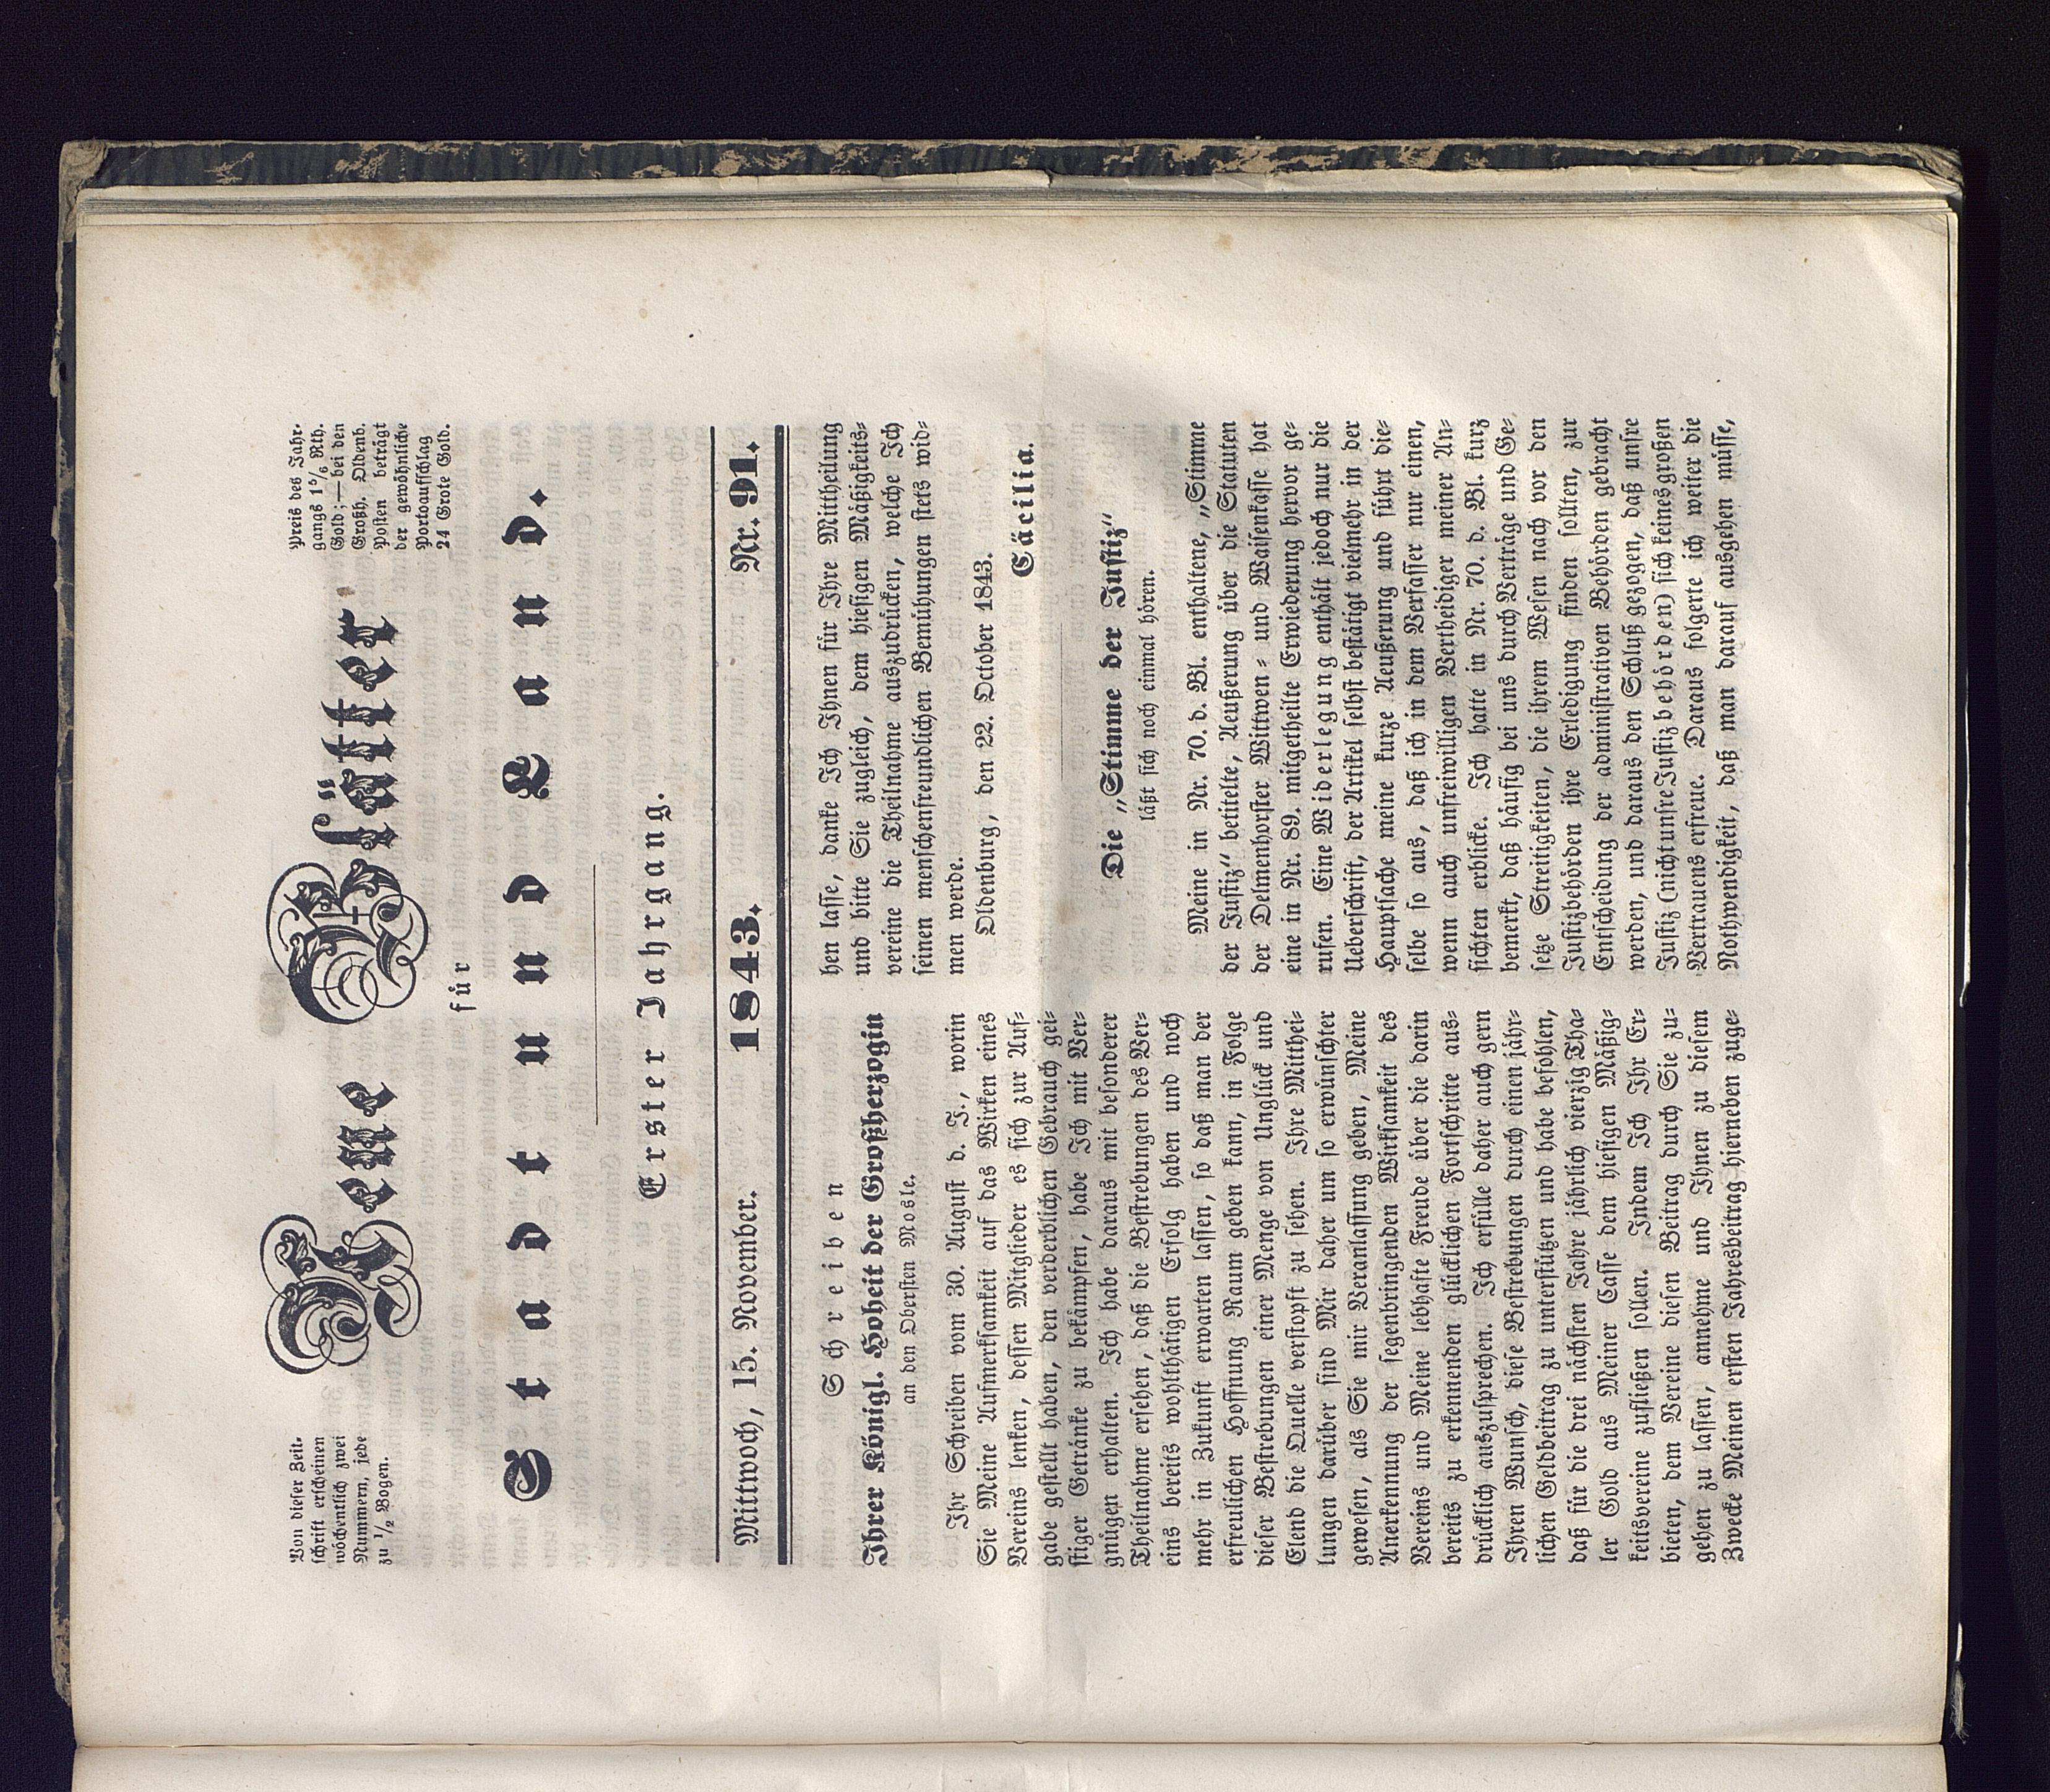 Von dieser Zeit-
schrift erscheinen
wöchentlich zwei
Nummern, jede
zu 1/2 Bogen.
Neue Blätter
Preis des Jahr-
gangs 1 5/6 Rth.
Gold; — bei den
Großh. Oldenb.
Posten beträgt
der gewöhnliche
Portoaufschlag
24 Grote Gold.
für
Stadt und Land.
Erster Jahrgang.
Mittwoch, 15. November. 1843. Nr. 91.
Schreiben
Ihrer Königl. Hoheit der Großherzogin
an den Obersten Mosle.
Ihr Schreiben vom 30. August d. J., worin
Sie Meine Aufmerksamkeit auf das Wirken eines
Vereins lenken, dessen Mitglieder es sich zur Auf-
gabe gestellt haben, den verderblichen Gebrauch gei-
stiger Getränke zu bekämpfen, habe Ich mit Ver-
gnügen erhalten. Ich habe daraus mit besonderer
Theilnahme ersehen, daß die Bestrebungen des Ver-
eins bereits wohlthätigen Erfolg haben und noch
mehr in Zukunft erwarten lassen, so daß man der
erfreulichen Hoffnung Raum geben kann, in Folge
dieser Bestrebungen einer Menge von Unglück und
Elend die Quelle verstopft zu sehen. Ihre Mitthei-
lungen darüber sind Mir daher um so erwünschter
gewesen, als Sie mir Veranlassung geben, Meine
Anerkennung der segenbringenden Wirksamkeit des
Vereins und Meine lebhafte Freude über die darin
bereits zu erkennenden glücklichen Fortschritte aus-
drücklich auszusprechen. Ich erfülle daher auch gern
Ihren Wunsch, diese Bestrebungen durch einen jähr-
lichen Geldbeitrag zu unterstützen und habe befohlen,
daß für die drei nächsten Jahre jährlich vierzig Tha-
ler Gold aus Meiner Casse dem hiesigen Mäßig-
keitsvereine zufließen sollen. Indem Ich Ihr Er-
bieten, dem Vereine diesen Beitrag durch Sie zu-
gehen zu lassen, annehme und Ihnen zu diesem
Zwecke Meinen ersten Jahresbeitrag hierneben zuge-
hen lasse, danke Ich Ihnen für Ihre Mittheilung
und bitte Sie zugleich, dem hiesigen Mäßigkeits-
vereine die Theilnahme auszudrücken, welche Ich
seinen menschenfreundlichen Bemühungen stets wid-
men werde.
Oldenburg, den 22. October 1843.
Cäcilia.
Die „Stimme der Justiz“
läßt sich noch einmal hören.
Meine in Nr. 70. d. Bl. enthaltene, „Stimme
der Justiz“ betitelte, Aeußerung über die Statuten
der Delmenhorster Wittwen- und Waisenkasse hat
eine in Nr. 89. mitgetheilte Erwiederung hervor ge-
rufen. Eine Widerlegung enthält jedoch nur die
Ueberschrift, der Artikel selbst bestätigt vielmehr in der
Hauptsache meine kurze Aeußerung und führt die-
selbe so aus, daß ich in dem Verfasser nur einen,
wenn auch unfreiwilligen Vertheidiger meiner An-
sichten erblicke. Ich hatte in Nr. 70. d. Bl. kurz
bemerkt, daß häufig bei uns durch Verträge und Ge-
setze Streitigkeiten, die ihrem Wesen nach vor den
Justizbehörden ihre Erledigung finden sollten, zur
Entscheidung der administrativen Behörden gebracht
werden, und daraus den Schluß gezogen, daß unsre
Justiz (nicht unsre Justizbehörden) sich keines großen
Vertrauens erfreue. Daraus folgerte ich weiter die
Nothwendigkeit, daß man darauf ausgehen müsse,